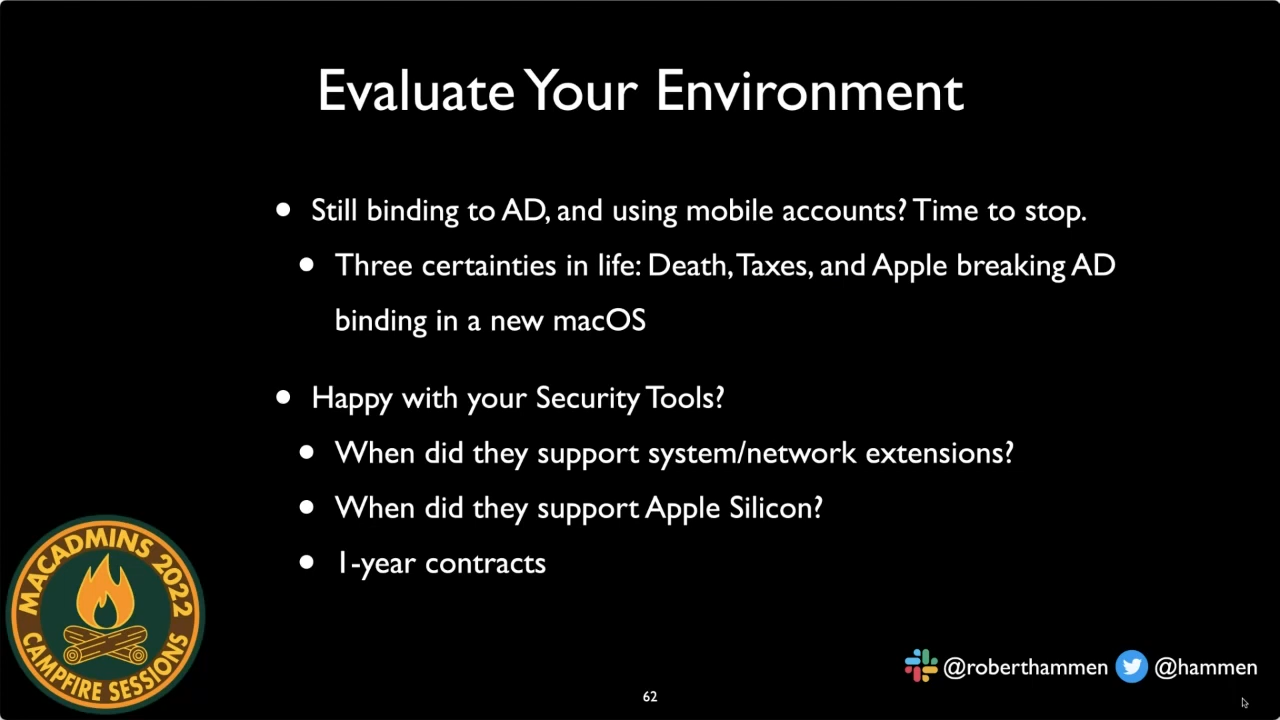 Evaluate Your Environment
Still binding to AD, and using mobile accounts? Time to stop.
Three certainties in life: Death, Taxes, and Apple breaking AD
binding in a new macOS
Happy with your Security Tools?
When did they support system/network extensions?
When did they support Apple Silicon?
1-year contracts
MACADMINS 2022
CAMPFIRE SESSIONS
@roberthammen @hammen
62